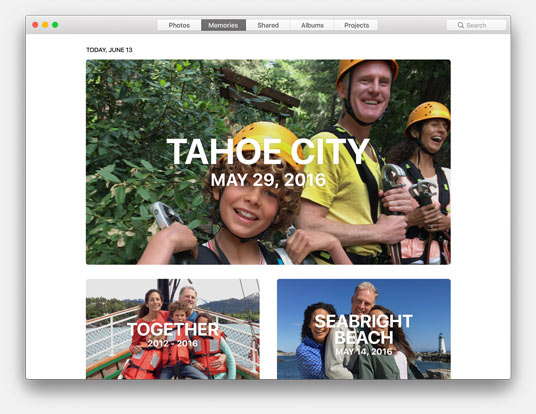 Photos Memories Shared Albums Projects Search
TODAY, JUNE 13
TAHOE CITY
MAY 29, 2016
TOGETHER
2012 - 2016
SEABRIGHT
BEACH
MAY 14, 2016